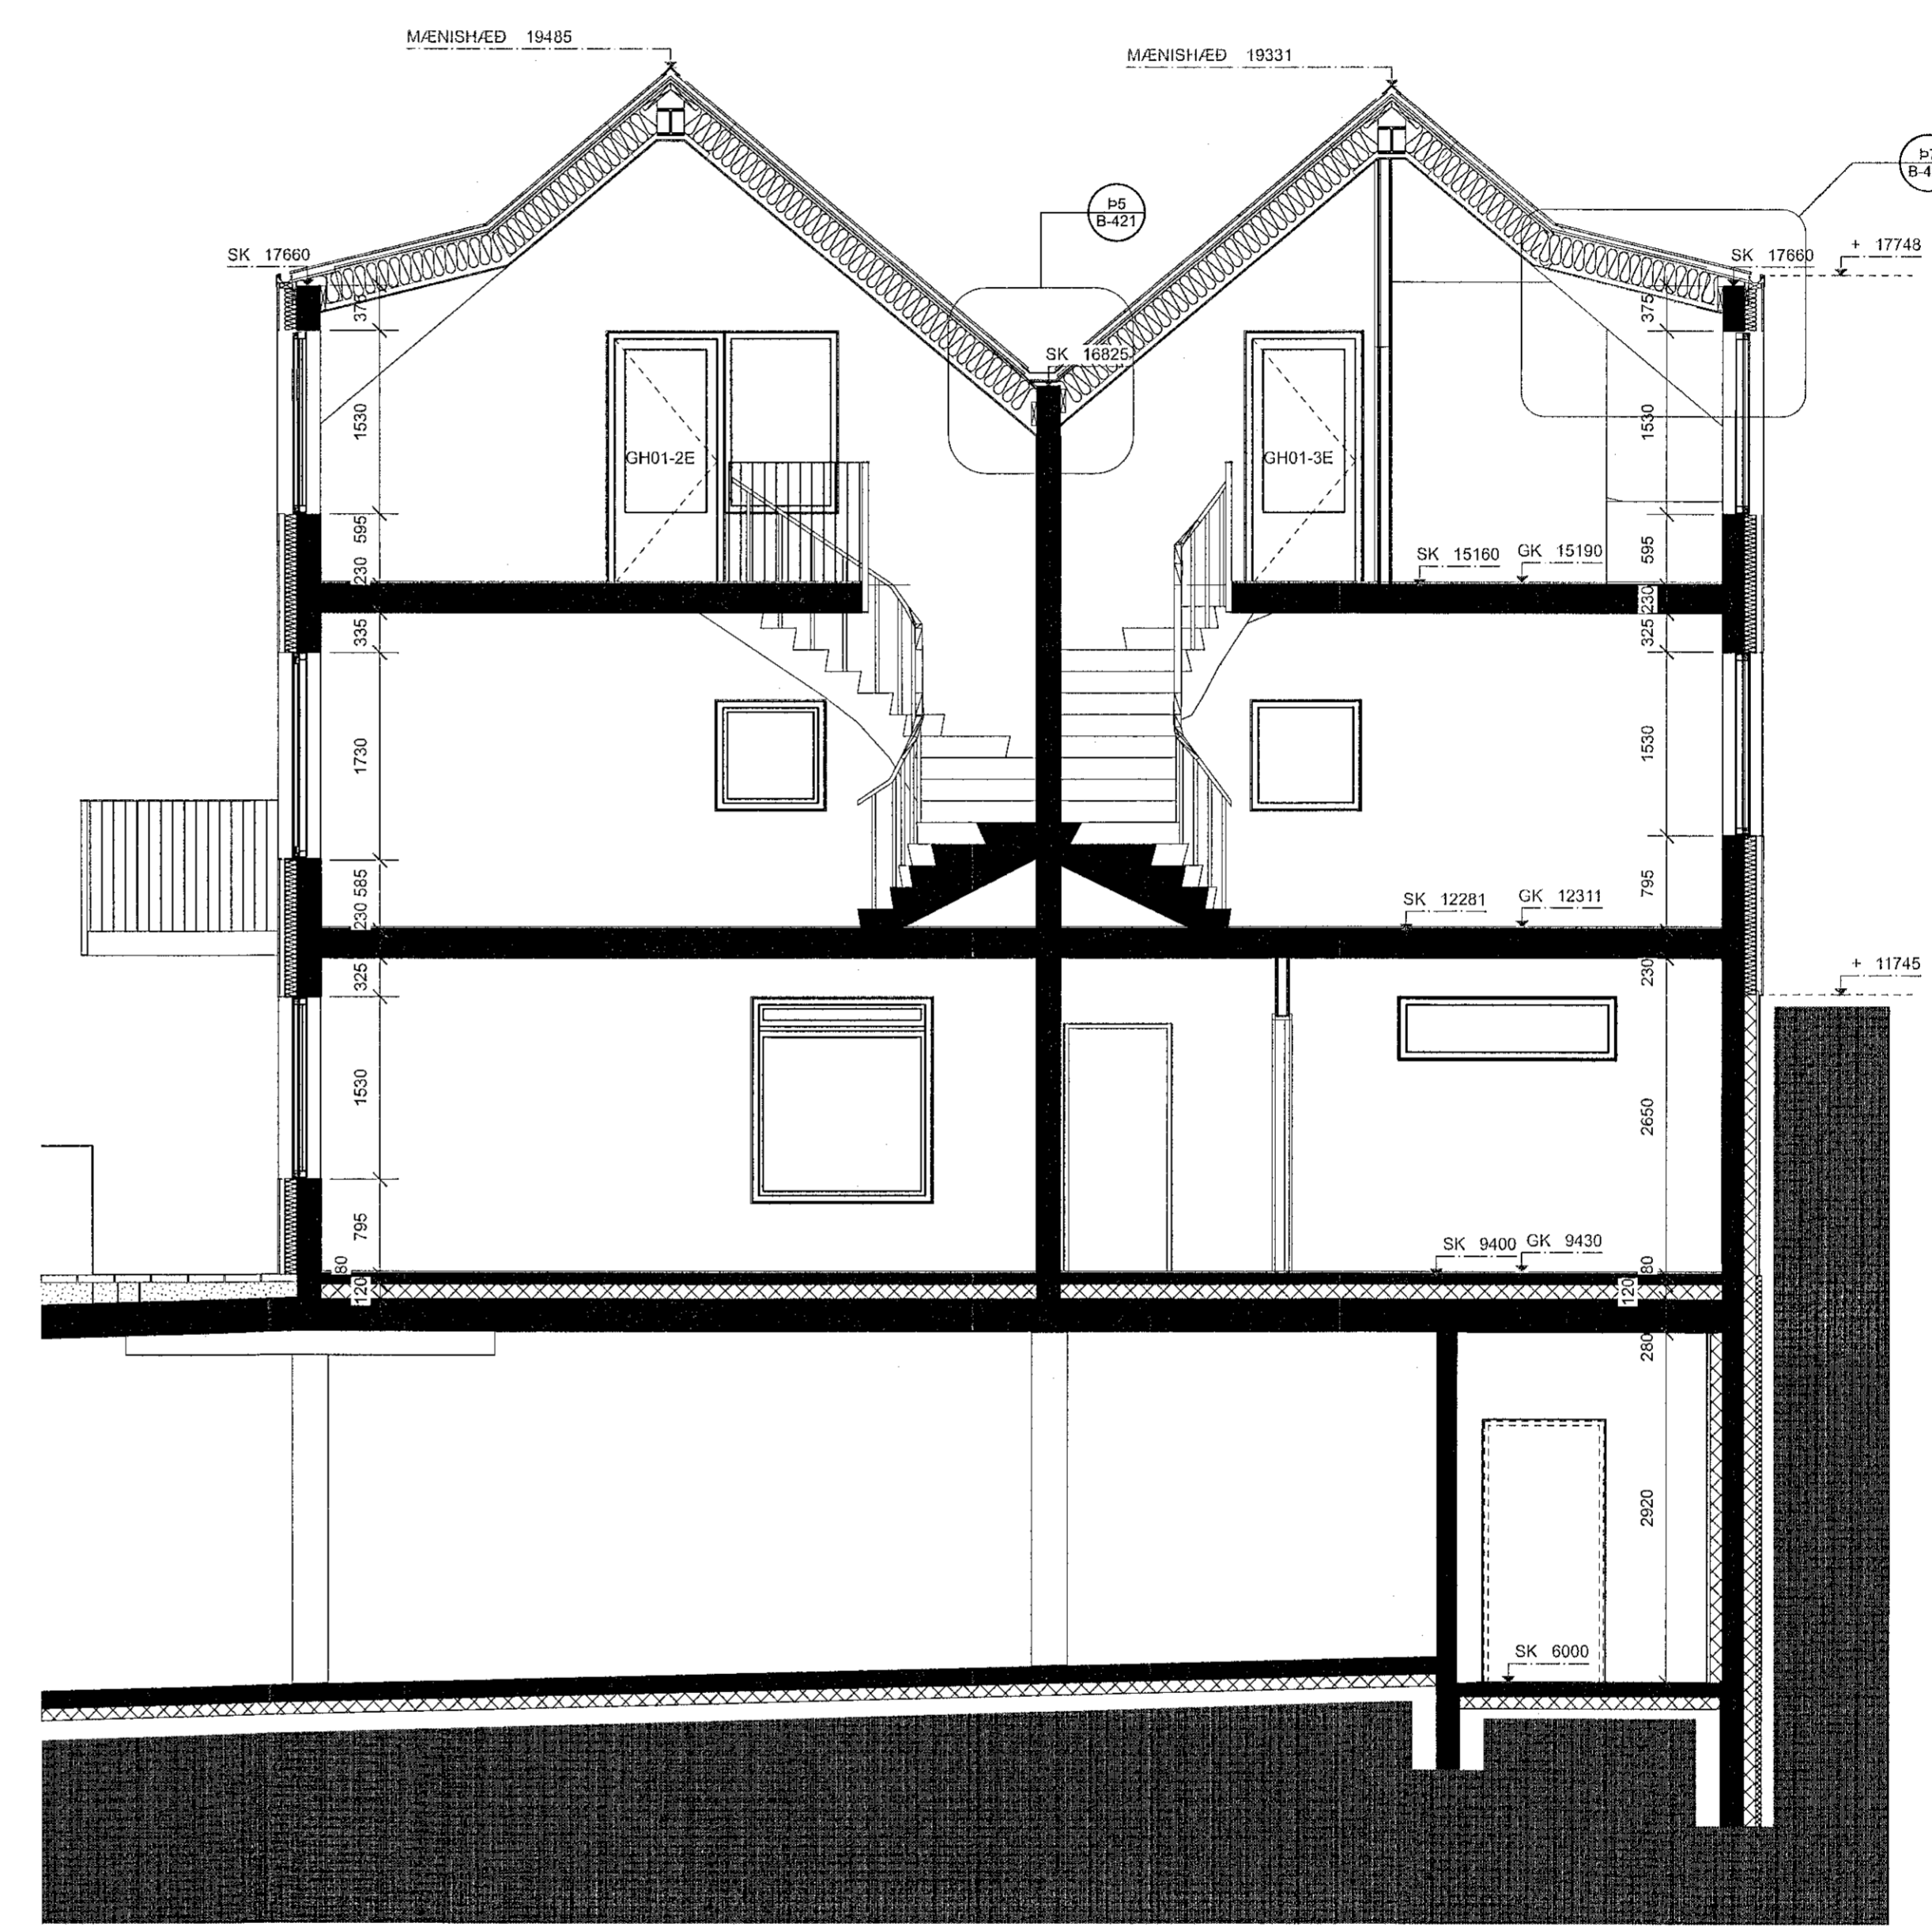 MÆNISHÆÐ 19485
MÆNISHÆÐ 19331
Þ5
B-421
SK 17660
SK 17660
+ 17748
375
375
SK 16825
1530
1530
GH01-2E
GH01-3E
595
595
SK 15160
GK 15190
230
230
335
325
1730
1530
585
795
SK 12281
GK 12311
230
230
325
+ 11745
1530
2650
795
SK 9400
GK 9430
80
80
120
120
280
2920
SK 6000